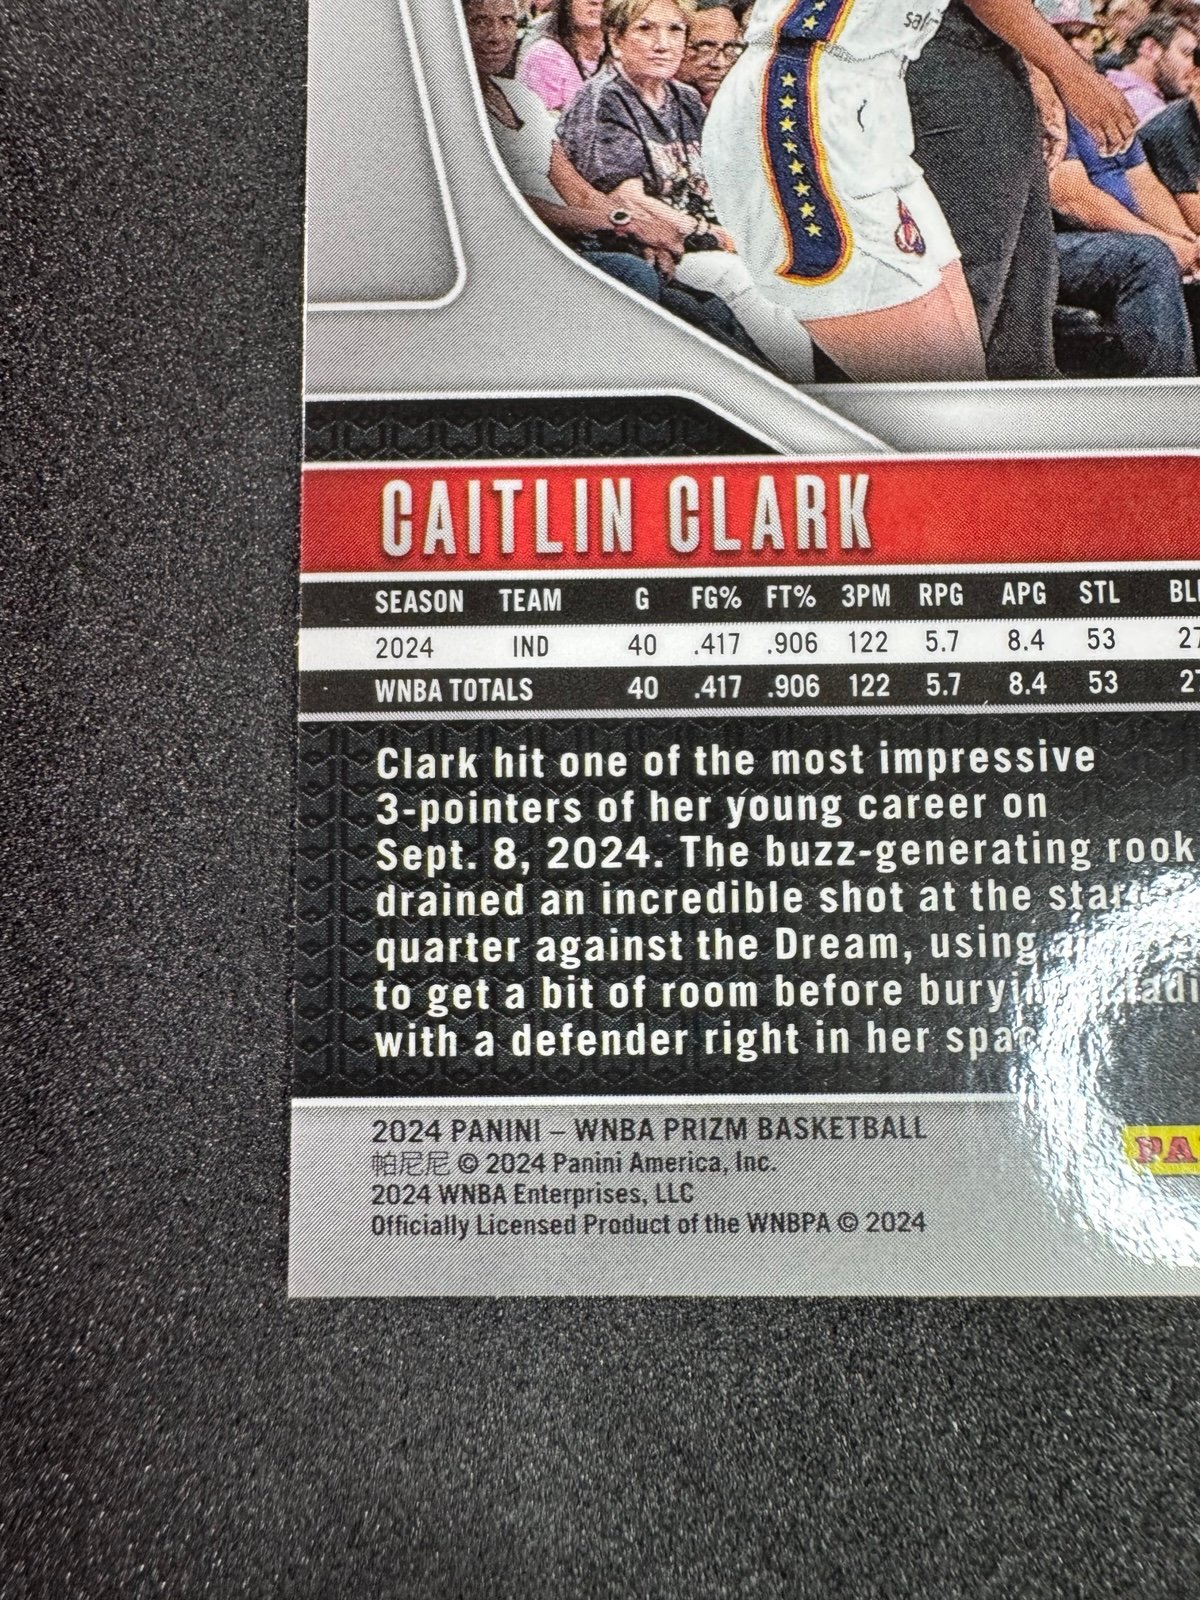 CAITLIN CLARK
SEASON TEAM G FG% FT% 3PM RPG APG STL
2024 IND 40 .417 .906 122 5.7 8.4 53 27
WNBA TOTALS 40 .417 .906 122 5.7 8.4 53 27
Clark hit one of the most impressive
3-pointers of her young career on
Sept. 8, 2024. The buzz-generating
drained an incredible shot at the
quarter against the Dream, using
to get a bit of room before
with a defender right in her
2024 PANINI – WNBA PRIZM BASKETBALL
帕尼尼 © 2024 Panini America, Inc.
2024 WNBA Enterprises, LLC
Officially Licensed Product of the WNBPA © 2024